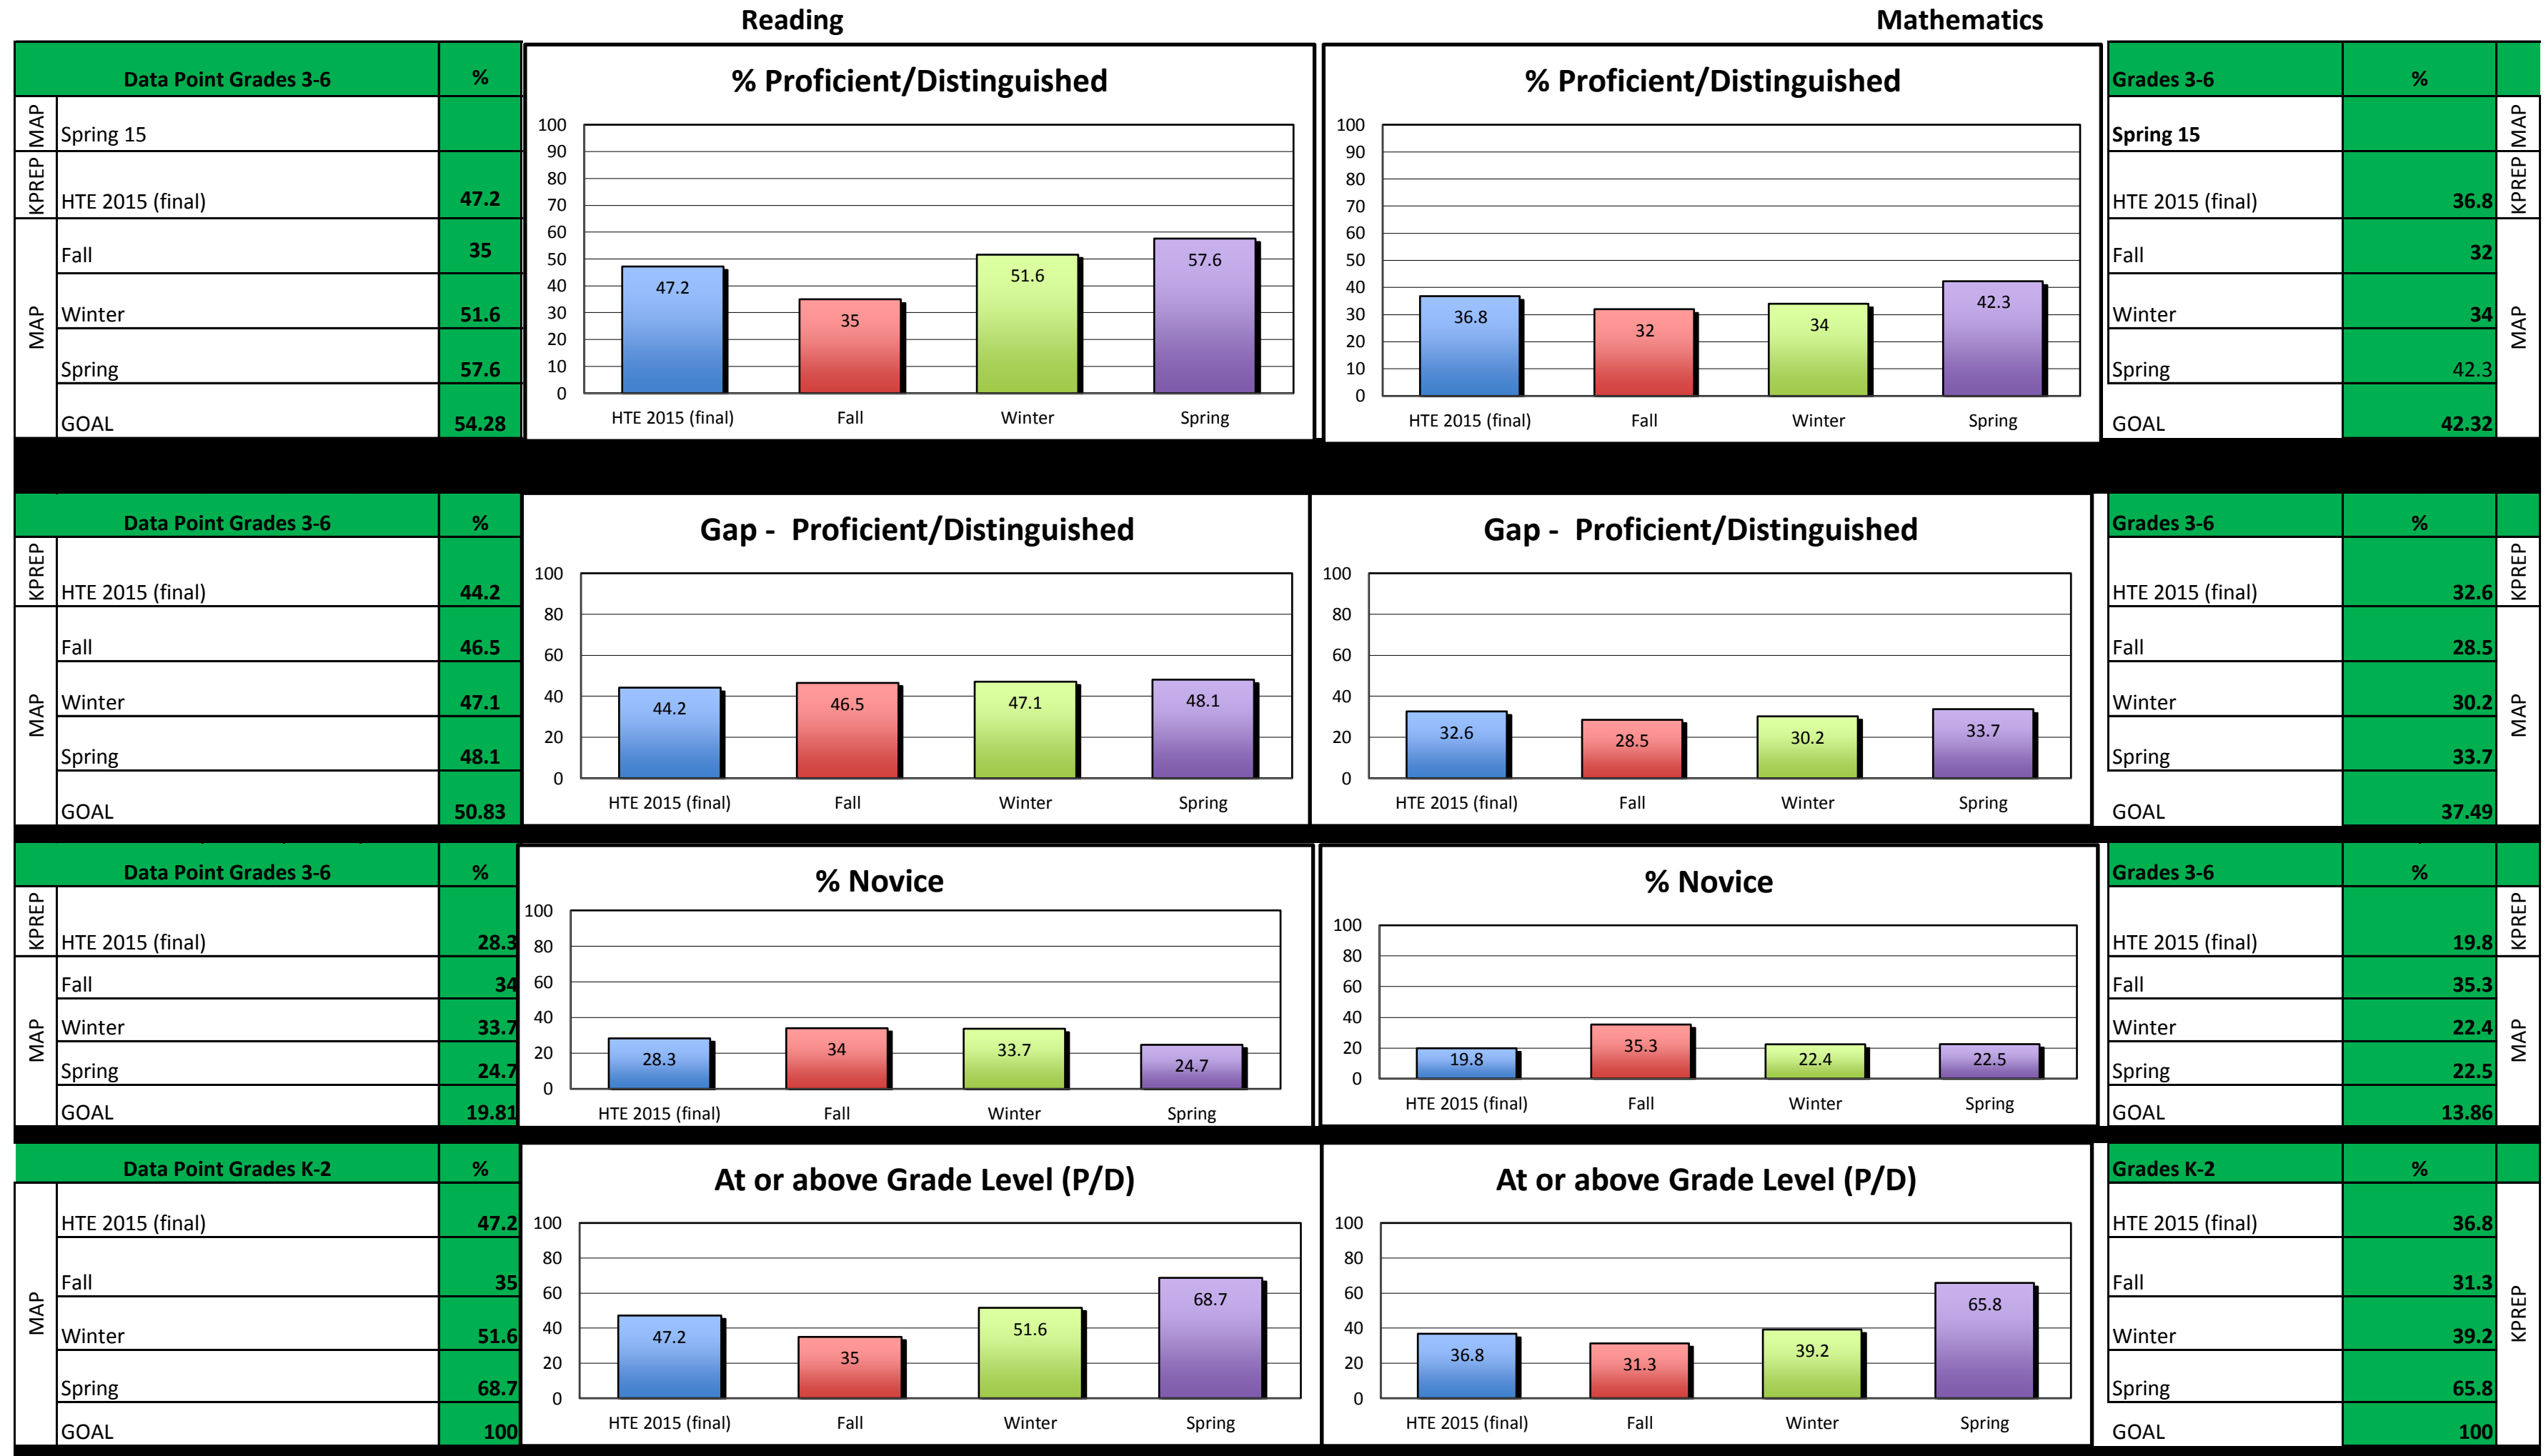 Reading
Mathematics
Data Point Grades 3-6 %
MAP
Spring 15
KPREP
HTE 2015 (final) 47.2
MAP
Fall 35
Winter 51.6
Spring 57.6
GOAL 54.28
% Proficient/Distinguished
100
90
80
70
60
50
40
30
20
10
0
47.2
35
51.6
57.6
HTE 2015 (final) Fall Winter Spring
% Proficient/Distinguished
100
90
80
70
60
50
40
30
20
10
0
36.8
32
34
42.3
HTE 2015 (final) Fall Winter Spring
Grades 3-6 %
Spring 15
MAP
HTE 2015 (final) 36.8
KPREP
Fall 32
Winter 34
Spring 42.3
GOAL 42.32
MAP
Data Point Grades 3-6 %
KPREP
HTE 2015 (final) 44.2
MAP
Fall 46.5
Winter 47.1
Spring 48.1
GOAL 50.83
Gap - Proficient/Distinguished
100
80
60
40
20
0
44.2
46.5
47.1
48.1
HTE 2015 (final) Fall Winter Spring
Gap - Proficient/Distinguished
100
80
60
40
20
0
32.6
28.5
30.2
33.7
HTE 2015 (final) Fall Winter Spring
Grades 3-6 %
HTE 2015 (final) 32.6
KPREP
Fall 28.5
Winter 30.2
Spring 33.7
GOAL 37.49
MAP
Data Point Grades 3-6 %
KPREP
HTE 2015 (final) 28.3
MAP
Fall 34
Winter 33.7
Spring 24.7
GOAL 19.81
% Novice
100
80
60
40
20
0
28.3
34
33.7
24.7
HTE 2015 (final) Fall Winter Spring
% Novice
100
80
60
40
20
0
19.8
35.3
22.4
22.5
HTE 2015 (final) Fall Winter Spring
Grades 3-6 %
HTE 2015 (final) 19.8
KPREP
Fall 35.3
Winter 22.4
Spring 22.5
GOAL 13.86
MAP
Data Point Grades K-2 %
MAP
HTE 2015 (final) 47.2
Fall 35
Winter 51.6
Spring 68.7
GOAL 100
At or above Grade Level (P/D)
100
80
60
40
20
0
47.2
35
51.6
68.7
HTE 2015 (final) Fall Winter Spring
At or above Grade Level (P/D)
100
80
60
40
20
0
36.8
31.3
39.2
65.8
HTE 2015 (final) Fall Winter Spring
Grades K-2 %
HTE 2015 (final) 36.8
Fall 31.3
Winter 39.2
Spring 65.8
GOAL 100
KPREP